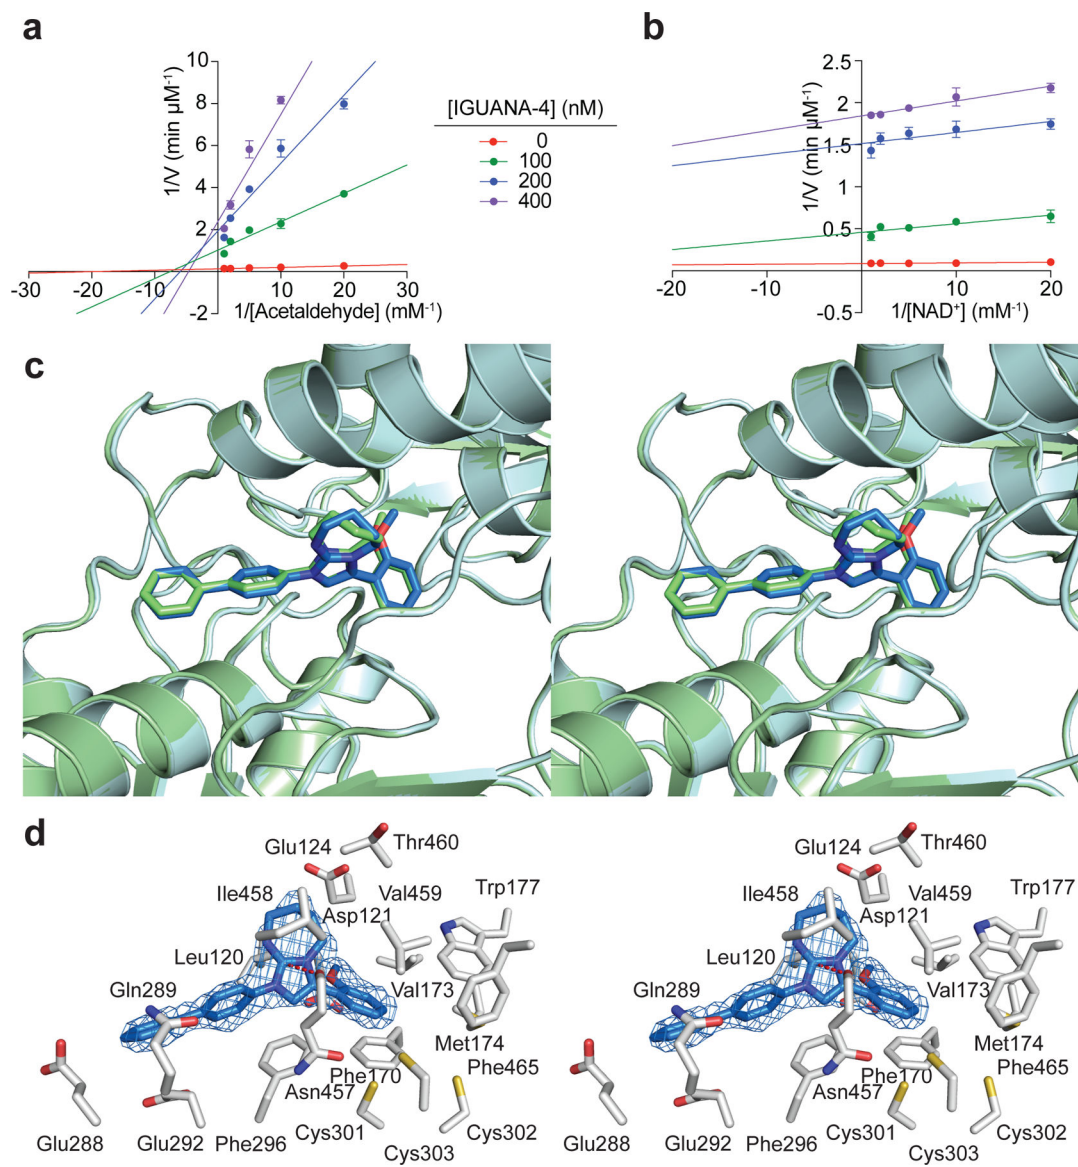 a
b
10
8
6
4
2
-2
1/V (min µM⁻¹)
-30
-20
-10
10
20
30
1/[Acetaldehyde] (mM⁻¹)
[IGUANA-4] (nM)
0
100
200
400
2.5
2
1.5
1
0.5
-0.5
1/V (min µM⁻¹)
-20
-10
0
10
20
1/[NAD⁺] (mM⁻¹)
c
d
Glu124
Thr460
Ile458
Val459
Trp177
Asp121
Leu120
Gln289
Val173
Met174
Phe170
Phe465
Asn457
Glu288
Glu292
Phe296
Cys301
Cys303
Cys302
Glu124
Thr460
Ile458
Val459
Trp177
Asp121
Leu120
Gln289
Val173
Met174
Phe170
Phe465
Asn457
Glu288
Glu292
Phe296
Cys301
Cys303
Cys302